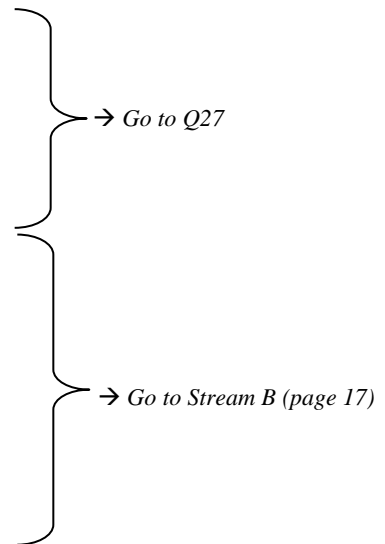 → Go to Q27
→ Go to Stream B (page 17)